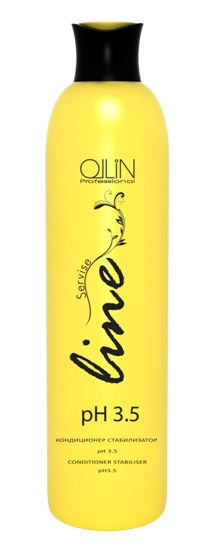 OLLiN
Professional
Servise
line
pH 3.5
КОНДИЦИОНЕР СТАБИЛИЗАТОР
pH 3.5
CONDITIONER STABILISER
pH3.5